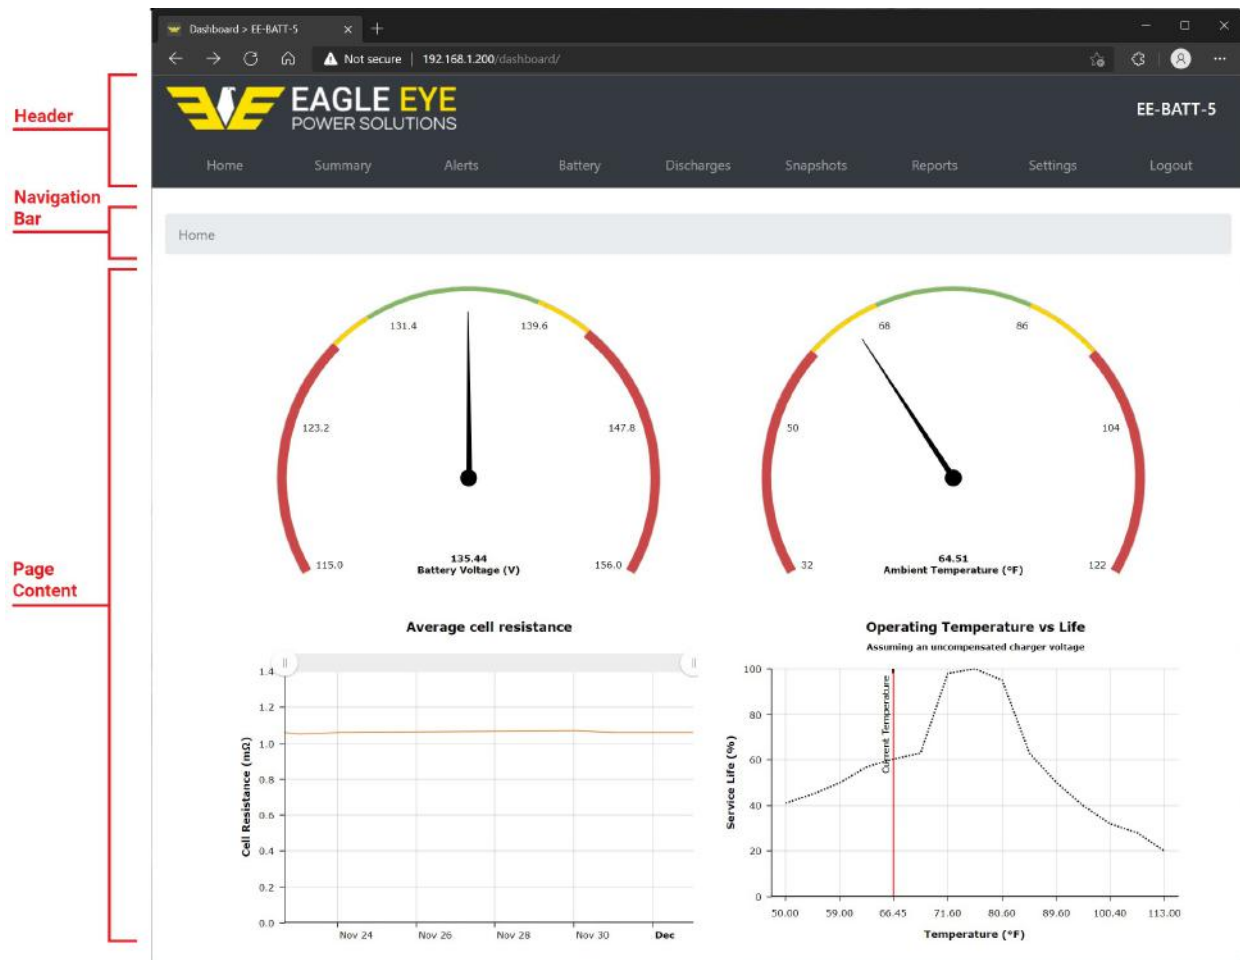 Dashboard > EE-BATT-5
Not secure | 192.168.1.200/dashboard/
Header
EAGLE EYE
POWER SOLUTIONS
EE-BATT-5
Home Summary Alerts Battery Discharges Snapshots Reports Settings Logout
Navigation
Bar
Home
131.4 139.6
123.2 147.8
115.0 156.0
135.44
Battery Voltage (V)
68 86
50 104
32 122
64.51
Ambient Temperature (°F)
Page
Content
Average cell resistance
1.4
1.2
1.0
0.8
0.6
0.4
0.2
0.0
Cell Resistance (mΩ)
Nov 24 Nov 26 Nov 28 Nov 30 Dec
Operating Temperature vs Life
Assuming an uncompensated charger voltage
100
80
60
40
20
0
Service Life (%)
Current Temperature
50.00 59.00 66.45 71.60 80.60 89.60 100.40 113.00
Temperature (°F)